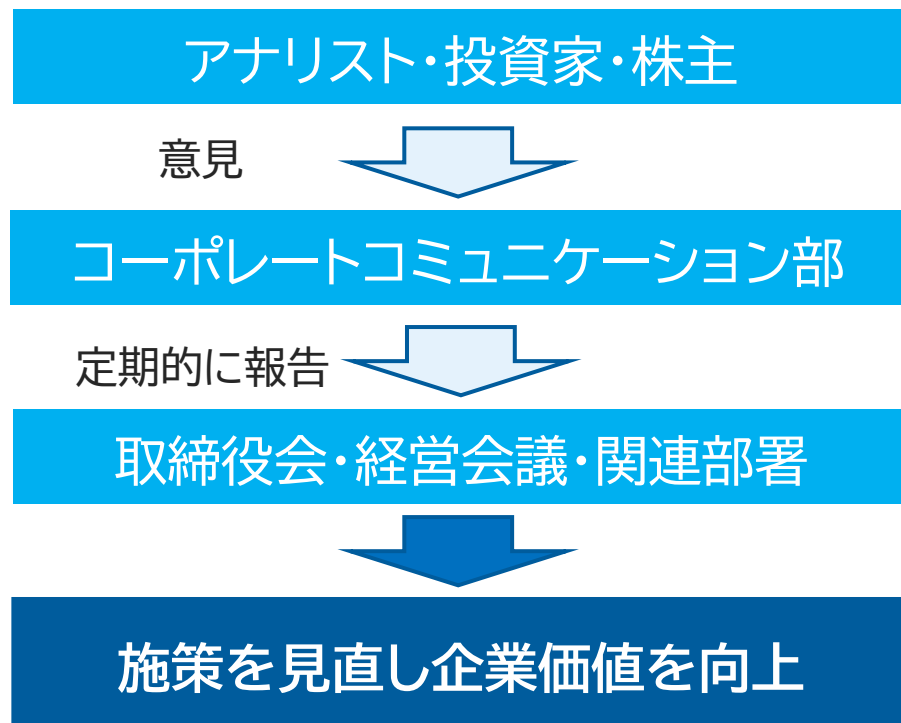 アナリスト・投資家・株主
意見
コーポレートコミュニケーション部
定期的に報告
取締役会・経営会議・関連部署
施策を見直し企業価値を向上